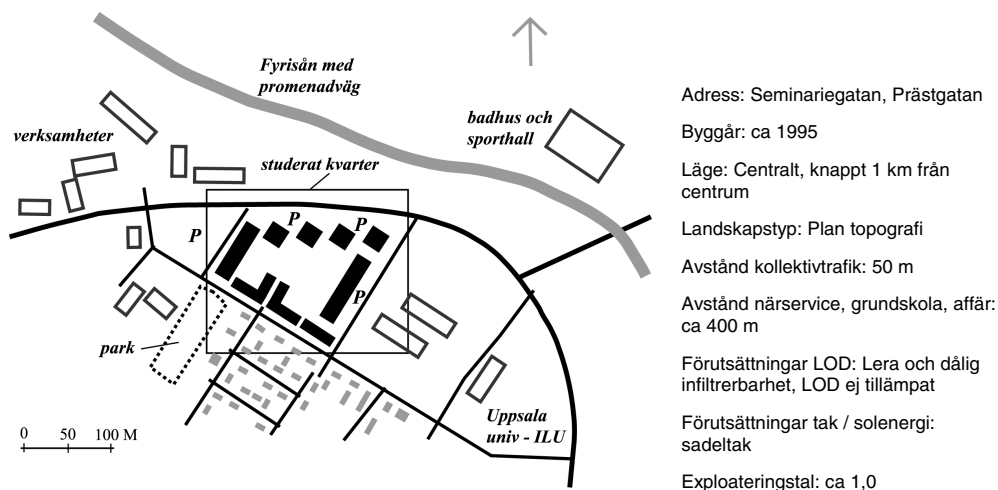 Fyrisån med
promenadväg
badhus och
sporthall
verksamheter
studerat kvarter
P
P
P
P
park
0 50 100 M
Uppsala
univ - ILU
Adress: Seminariegatan, Prästgatan
Byggår: ca 1995
Läge: Centralt, knappt 1 km från
centrum
Landskapstyp: Plan topografi
Avstånd kollektivtrafik: 50 m
Avstånd närservice, grundskola, affär:
ca 400 m
Förutsättningar LOD: Lera och dålig
infiltrerbarhet, LOD ej tillämpat
Förutsättningar tak / solenergi:
sadeltak
Exploateringstal: ca 1,0